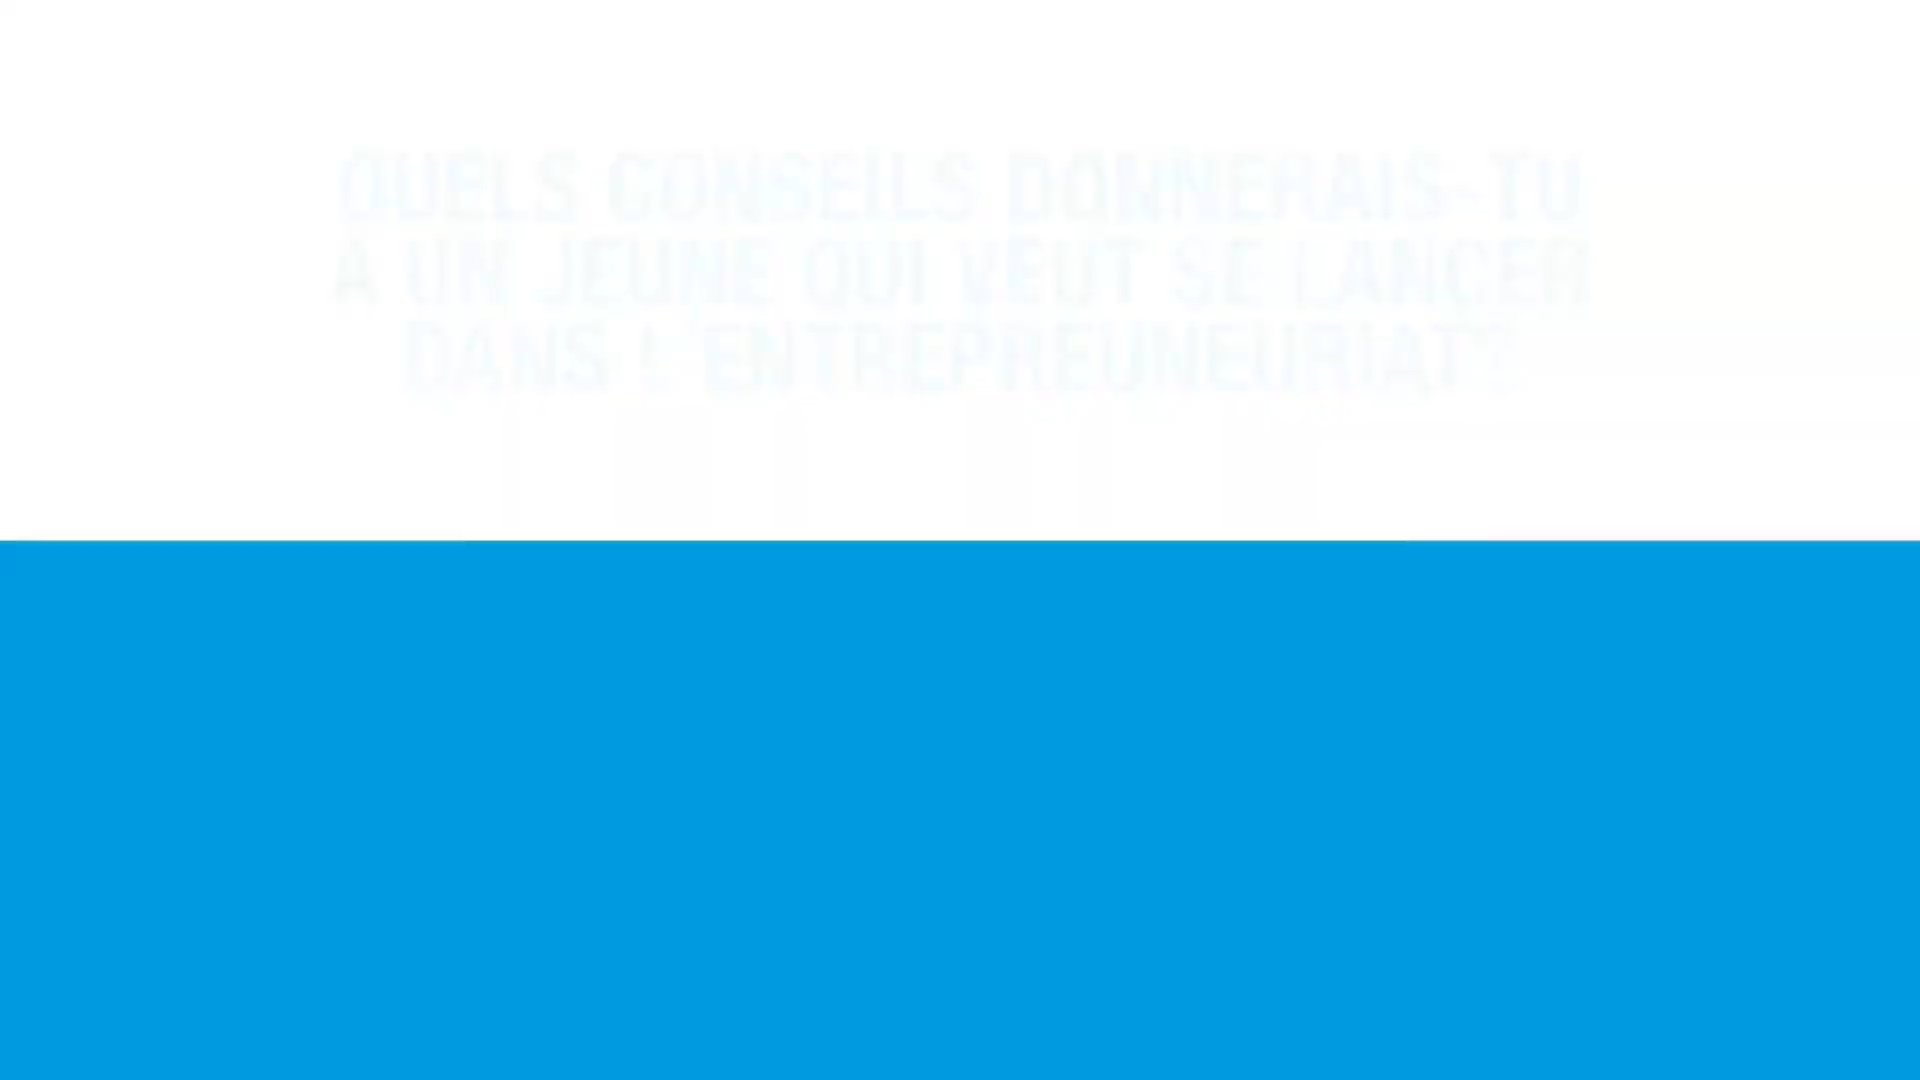 QUELS CONSEILS DONNERAIS-TU
A UN JEUNE QUI VEUT SE LANCER
DANS L'ENTREPREUNEURIAT?